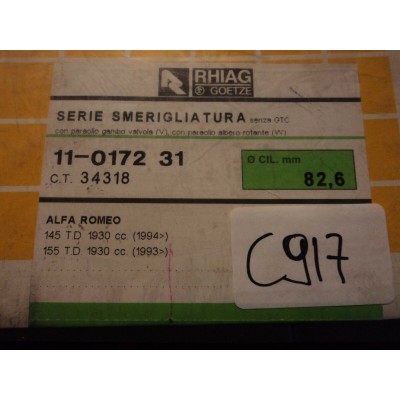 RHIAG
GOETZE
SERIE SMERIGLIATURA senza GTC
con paraolio gambo valvola (V), con paraolio albero rotante (W)
11-0172 31
C.T. 34318
Ø CIL. mm
82,6
ALFA ROMEO
145 T.D 1930 cc. (1994>)
155 T.D 1930 cc. (1993>)
C917